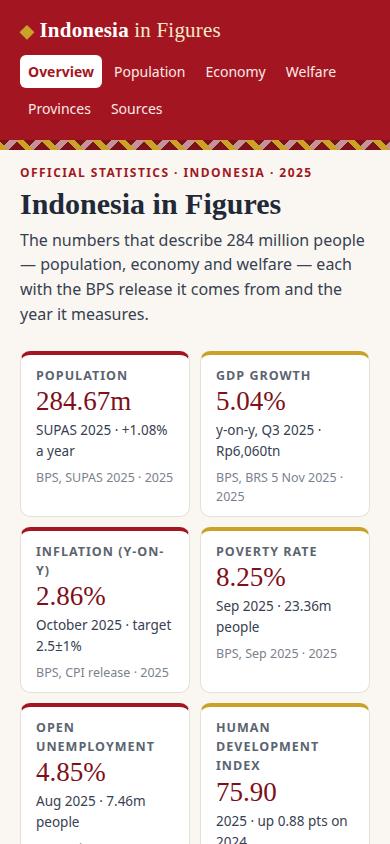 Indonesia in Figures
Overview Population Economy Welfare
Provinces Sources
OFFICIAL STATISTICS · INDONESIA · 2025
Indonesia in Figures
The numbers that describe 284 million people
— population, economy and welfare — each
with the BPS release it comes from and the
year it measures.
POPULATION
284.67m
SUPAS 2025 · +1.08%
a year
BPS, SUPAS 2025 · 2025
GDP GROWTH
5.04%
y-on-y, Q3 2025 ·
Rp6,060tn
BPS, BRS 5 Nov 2025 ·
2025
INFLATION (Y-ON-
Y)
2.86%
October 2025 · target
2.5±1%
BPS, CPI release · 2025
POVERTY RATE
8.25%
Sep 2025 · 23.36m
people
BPS, Sep 2025 · 2025
OPEN
UNEMPLOYMENT
4.85%
Aug 2025 · 7.46m
people
HUMAN
DEVELOPMENT
INDEX
75.90
2025 · up 0.88 pts on
2024